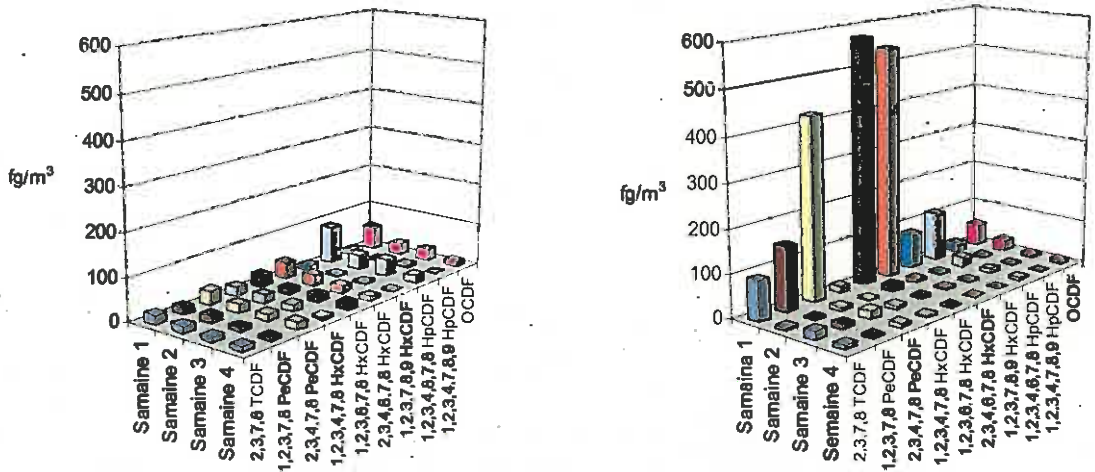 600
500
400
300
200
100
0
fg/m³
Samaine 1
Samaine 2
Samaine 3
Samaine 4
2,3,7,8 TCDF
1,2,3,7,8 PeCDF
2,3,4,7,8 PeCDF
1,2,3,4,7,8 HxCDF
1,2,3,6,7,8 HxCDF
2,3,4,6,7,8 HxCDF
1,2,3,7,8,9 HxCDF
1,2,3,4,6,7,8 HpCDF
1,2,3,4,7,8,9 HpCDF
OCDF
600
500
400
300
200
100
0
fg/m³
Samaina 1
Samaine 2
Samaine 3
Semaine 4
2,3,7,8 TCDF
1,2,3,7,8 PeCDF
2,3,4,7,8 PeCDF
1,2,3,4,7,8 HxCDF
1,2,3,6,7,8 HxCDF
2,3,4,6,7,8 HxCDF
1,2,3,7,8,9 HxCDF
1,2,3,4,6,7,8 HpCDF
1,2,3,4,7,8,9 HpCDF
OCDF